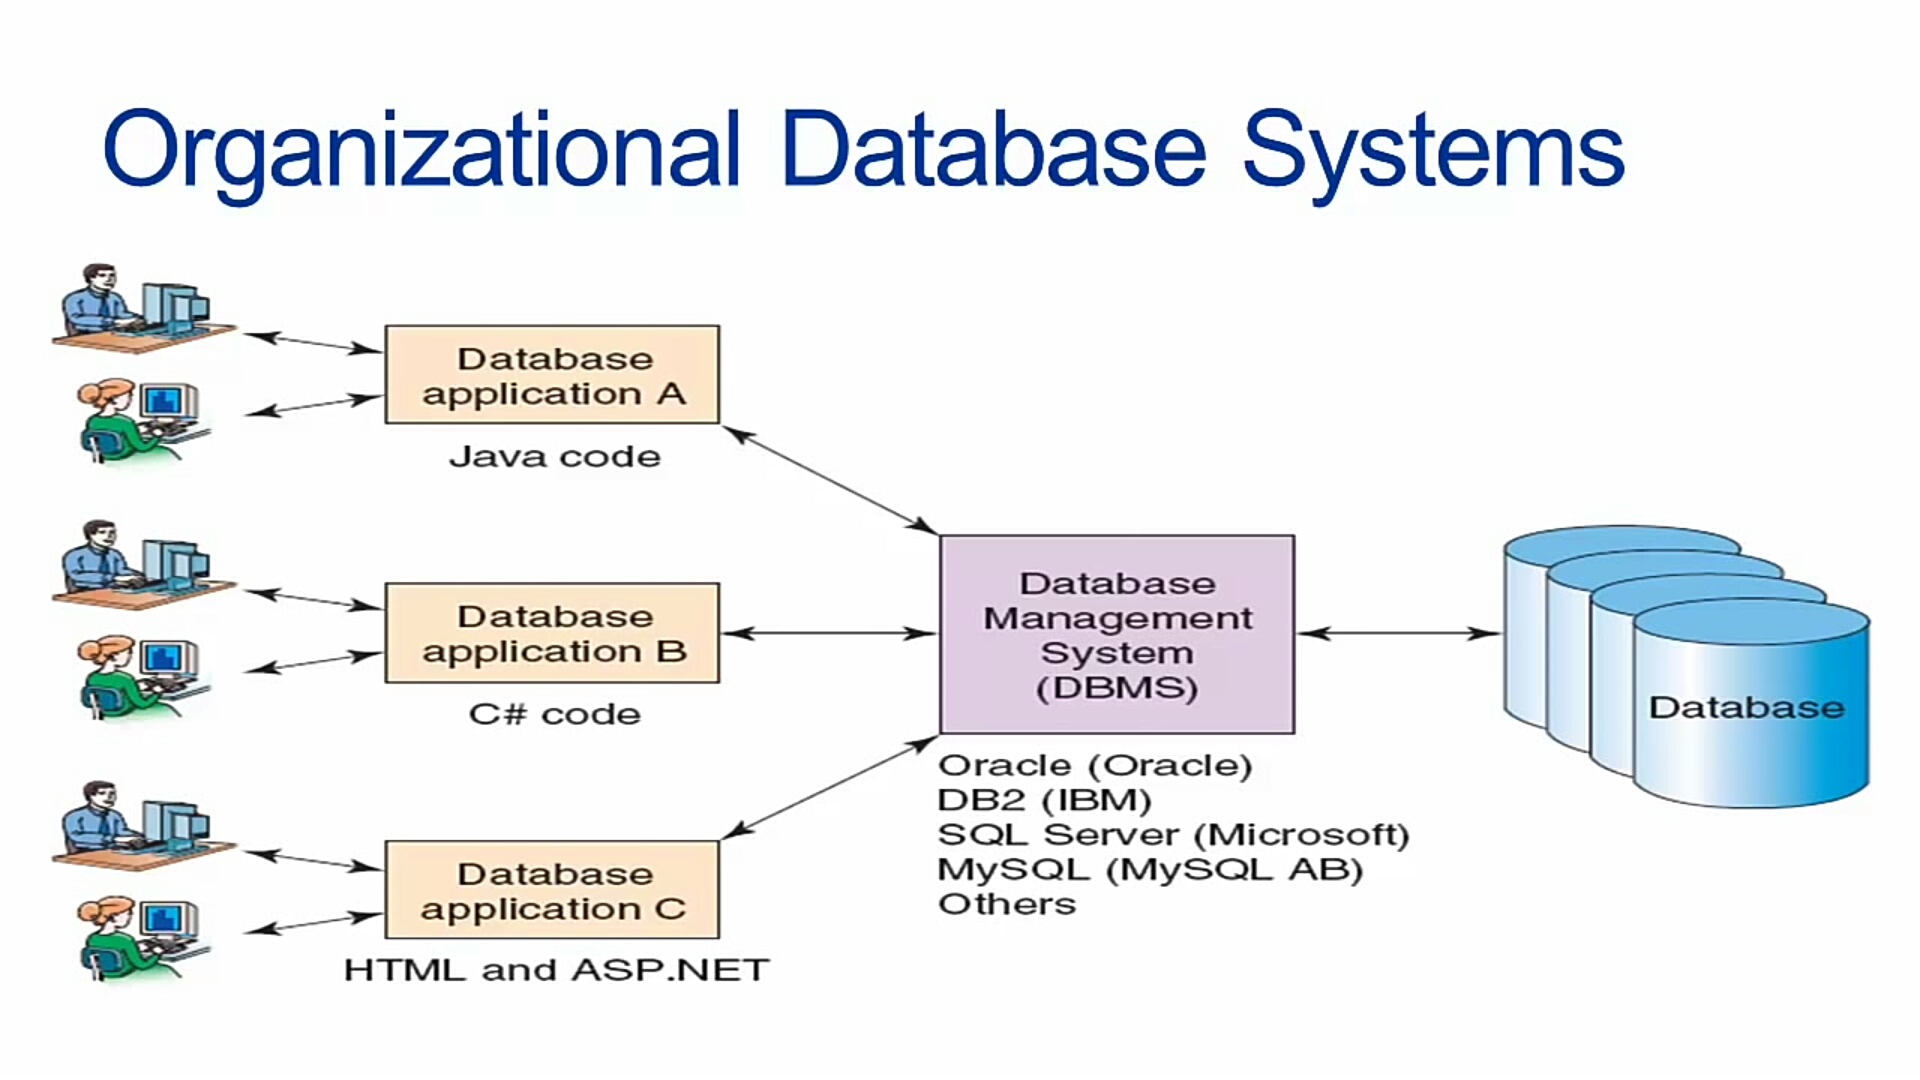 Organizational Database Systems
Database
application A
Java code
Database
application B
C# code
Database
application C
HTML and ASP.NET
Database
Management
System
(DBMS)
Oracle (Oracle)
DB2 (IBM)
SQL Server (Microsoft)
MySQL (MySQL AB)
Others
Database